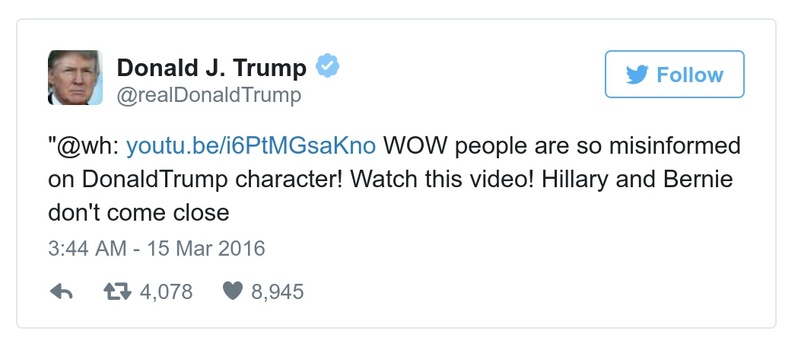 Donald J. Trump
@realDonaldTrump
Follow
"@wh: youtu.be/i6PtMGsaKno WOW people are so misinformed
on DonaldTrump character! Watch this video! Hillary and Bernie
don't come close
3:44 AM - 15 Mar 2016
4,078 8,945